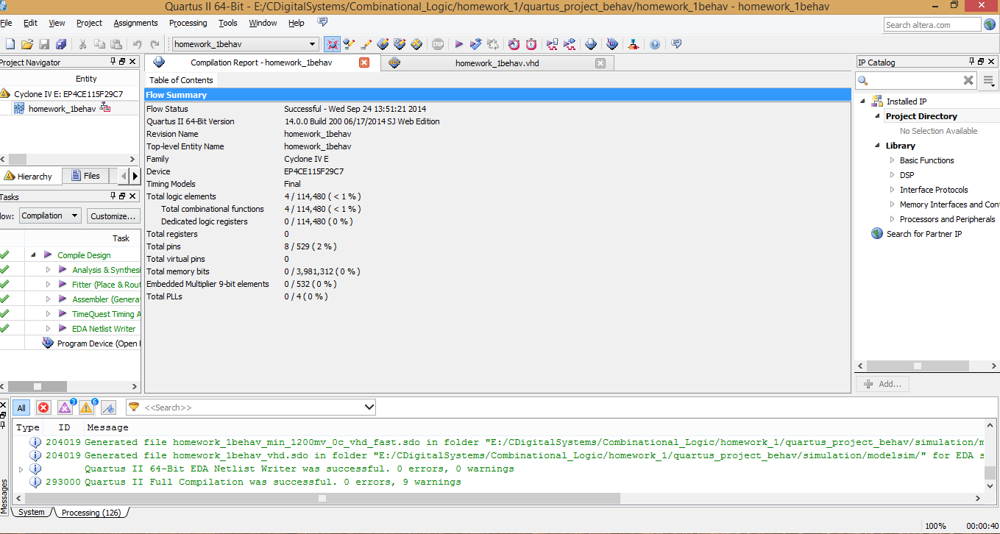 Quartus II 64-Bit - E:/CDigitalSystems/Combinational_Logic/homework_1/quartus_project_behav/homework_1behav - homework_1behav
File Edit View Project Assignments Processing Tools Window Help
Search altera.com
homework_1behav
STOP
Project Navigator
Entity
Cyclone IV E: EP4CE115F29C7
abd
VHD
homework_1behav
Hierarchy
Files
Tasks
low: Compilation Customize...
Task
Compile Design
Analysis & Synthesi
Fitter (Place & Rout
Assembler (Generat
TimeQuest Timing A
EDA Netlist Writer
Program Device (Open
Compilation Report - homework_1behav
homework_1behav.vhd
Table of Contents
Flow Summary
Flow Status Successful - Wed Sep 24 13:51:21 2014
Quartus II 64-Bit Version 14.0.0 Build 200 06/17/2014 SJ Web Edition
Revision Name homework_1behav
Top-level Entity Name homework_1behav
Family Cyclone IV E
Device EP4CE115F29C7
Timing Models Final
Total logic elements 4 / 114,480 ( < 1 % )
Total combinational functions 4 / 114,480 ( < 1 % )
Dedicated logic registers 0 / 114,480 ( 0 % )
Total registers 0
Total pins 8 / 529 ( 2 % )
Total virtual pins 0
Total memory bits 0 / 3,981,312 ( 0 % )
Embedded Multiplier 9-bit elements 0 / 532 ( 0 % )
Total PLLs 0 / 4 ( 0 % )
IP Catalog
Installed IP
Project Directory
No Selection Available
Library
Basic Functions
DSP
Interface Protocols
Memory Interfaces and Cont
Processors and Peripherals
Search for Partner IP
Add...
All 3 6 <<Search>>
Type ID Message
204019 Generated file homework_1behav_min_1200mv_0c_vhd_fast.sdo in folder "E:/CDigitalSystems/Combinational_Logic/homework_1/quartus_project_behav/simulation/m
204019 Generated file homework_1behav_vhd.sdo in folder "E:/CDigitalSystems/Combinational_Logic/homework_1/quartus_project_behav/simulation/modelsim/" for EDA s
Quartus II 64-Bit EDA Netlist Writer was successful. 0 errors, 0 warnings
293000 Quartus II Full Compilation was successful. 0 errors, 9 warnings
Messages
System Processing (126)
100% 00:00:40